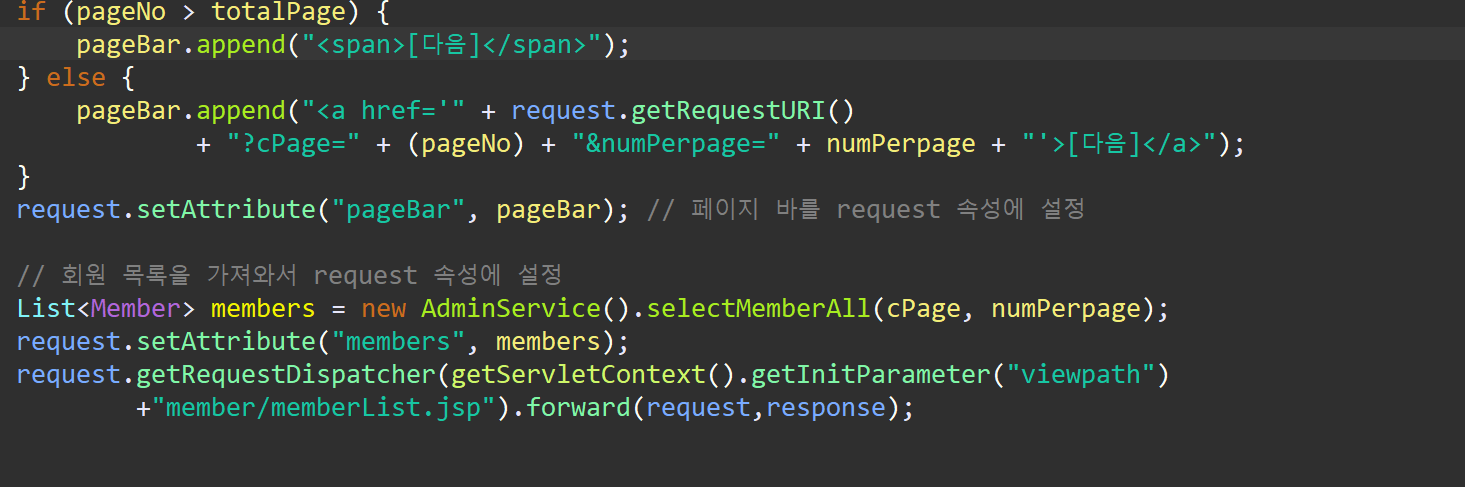 if (pageNo > totalPage) {
    pageBar.append("<span>[다음]</span>");
} else {
    pageBar.append("<a href='" + request.getRequestURI()
            + "?cPage=" + (pageNo) + "&numPerpage=" + numPerpage + "'>[다음]</a>");
}
request.setAttribute("pageBar", pageBar); // 페이지 바를 request 속성에 설정

// 회원 목록을 가져와서 request 속성에 설정
List<Member> members = new AdminService().selectMemberAll(cPage, numPerpage);
request.setAttribute("members", members);
request.getRequestDispatcher(getServletContext().getInitParameter("viewpath")
        +"member/memberList.jsp").forward(request,response);